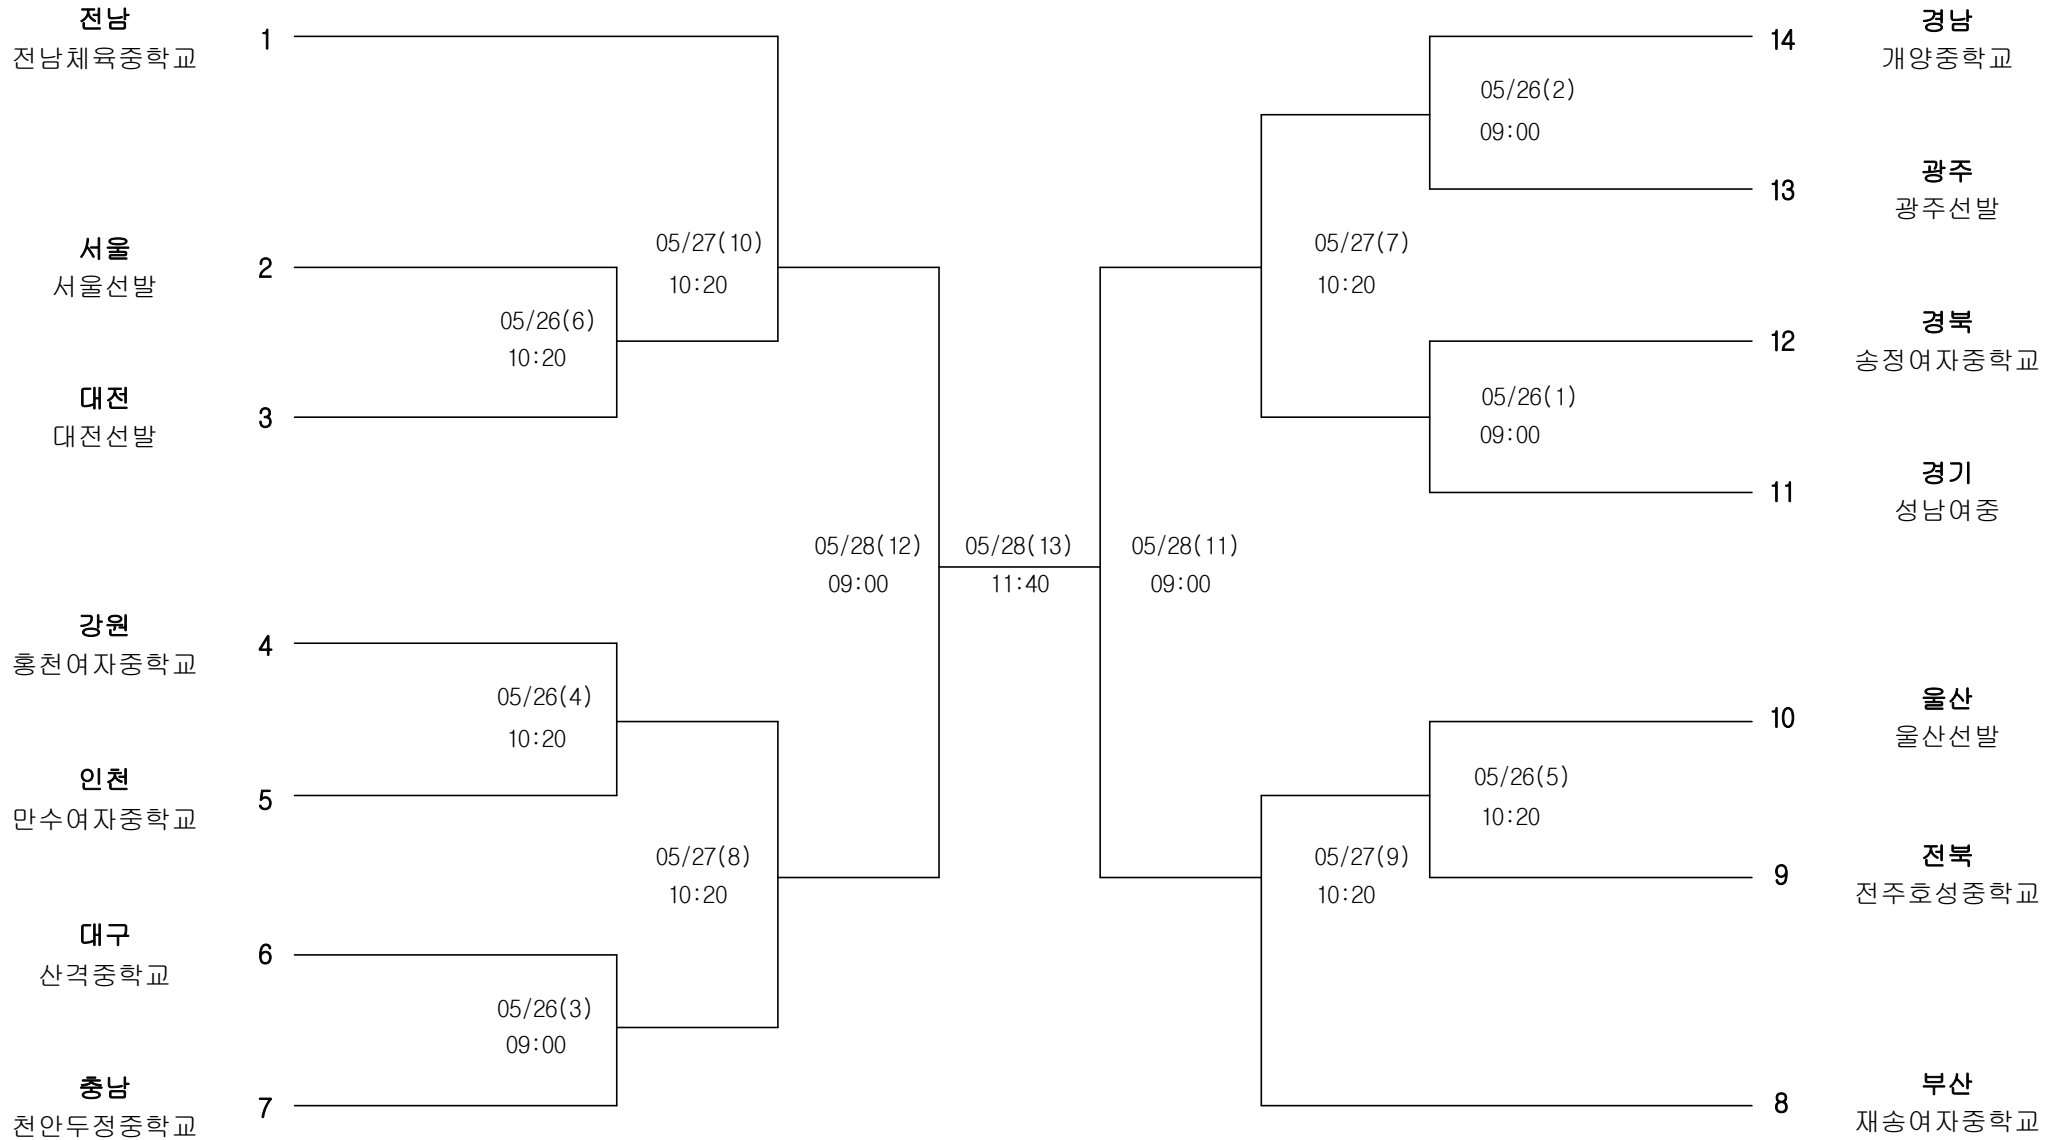 전남
전남체육중학교
1
서울
서울선발
2
05/27(10)
10:20
05/26(6)
10:20
대전
대전선발
3
강원
홍천여자중학교
4
05/26(4)
10:20
인천
만수여자중학교
5
05/27(8)
10:20
대구
산격중학교
6
05/26(3)
09:00
충남
천안두정중학교
7
05/28(12)
09:00
05/28(13)
11:40
05/28(11)
09:00
14
경남
개양중학교
05/26(2)
09:00
13
광주
광주선발
05/27(7)
10:20
12
경북
송정여자중학교
05/26(1)
09:00
11
경기
성남여중
10
울산
울산선발
05/26(5)
10:20
05/27(9)
10:20
9
전북
전주호성중학교
8
부산
재송여자중학교